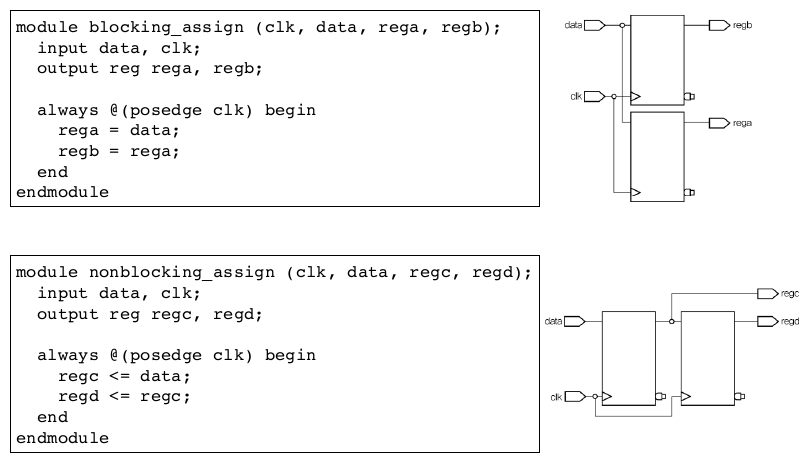 module blocking_assign (clk, data, rega, regb);
  input data, clk;
  output reg rega, regb;
  always @(posedge clk) begin
    rega = data;
    regb = rega;
  end
endmodule
data
regb
clk
rega
module nonblocking_assign (clk, data, regc, regd);
  input data, clk;
  output reg regc, regd;
  always @(posedge clk) begin
    regc <= data;
    regd <= regc;
  end
endmodule
regc
data
regd
clk